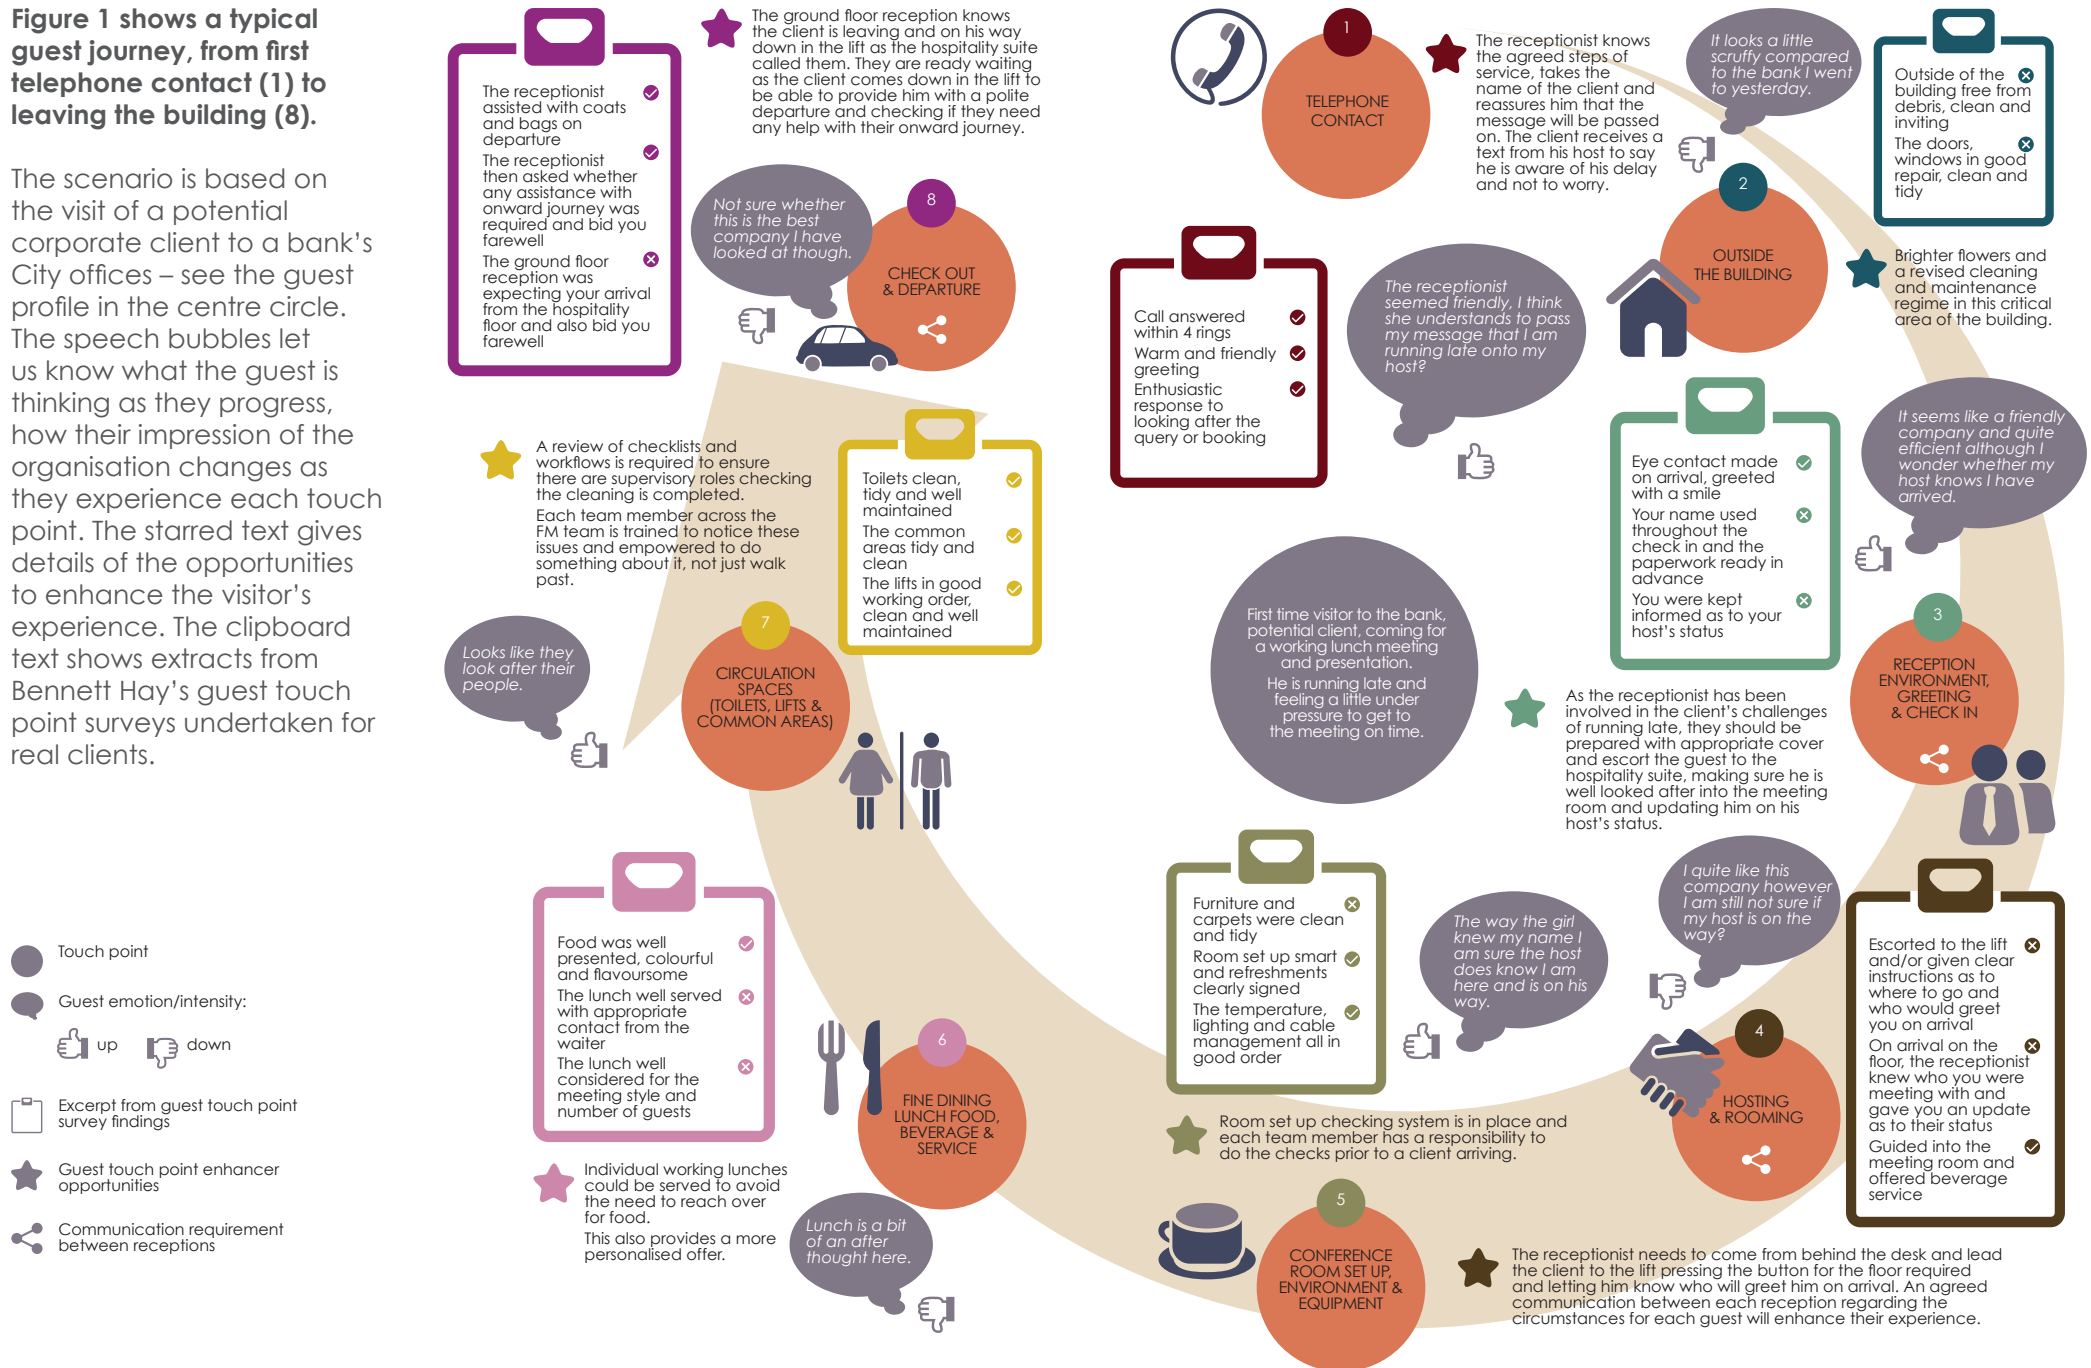 Figure 1 shows a typical
guest journey, from first
telephone contact (1) to
leaving the building (8).
The scenario is based on
the visit of a potential
corporate client to a bank's
City offices – see the guest
profile in the centre circle.
The speech bubbles let
us know what the guest is
thinking as they progress,
how their impression of the
organisation changes as
they experience each touch
point. The starred text gives
details of the opportunities
to enhance the visitor's
experience. The clipboard
text shows extracts from
Bennett Hay's guest touch
point surveys undertaken for
real clients.
Touch point
Guest emotion/intensity:
up
down
Excerpt from guest touch point
survey findings
Guest touch point enhancer
opportunities
Communication requirement
between receptions
1
TELEPHONE
CONTACT
The receptionist knows
the agreed steps of
service, takes the
name of the client and
reassures him that the
message will be passed
on. The client receives a
text from his host to say
he is aware of his delay
and not to worry.
Call answered
within 4 rings
Warm and friendly
greeting
Enthusiastic
response to
looking after the
query or booking
The receptionist
seemed friendly, I think
she understands to pass
my message that I am
running late onto my
host?
It looks a little
scruffy compared
to the bank I went
to yesterday.
2
OUTSIDE
THE BUILDING
Outside of the
building free from
debris, clean and
inviting
The doors,
windows in good
repair, clean and
tidy
Brighter flowers and
a revised cleaning
and maintenance
regime in this critical
area of the building.
Eye contact made
on arrival, greeted
with a smile
Your name used
throughout the
check in and the
paperwork ready in
advance
You were kept
informed as to your
host's status
It seems like a friendly
company and quite
efficient although I
wonder whether my
host knows I have
arrived.
3
RECEPTION
ENVIRONMENT,
GREETING
& CHECK IN
As the receptionist has been
involved in the client's challenges
of running late, they should be
prepared with appropriate cover
and escort the guest to the
hospitality suite, making sure he is
well looked after into the meeting
room and updating him on his
host's status.
First time visitor to the bank,
potential client, coming for
a working lunch meeting
and presentation.
He is running late and
feeling a little under
pressure to get to
the meeting on time.
I quite like this
company however
I am still not sure if
my host is on the
way?
4
HOSTING
& ROOMING
Escorted to the lift
and/or given clear
instructions as to
where to go and
who would greet
you on arrival
On arrival on the
floor, the receptionist
knew who you were
meeting with and
gave you an update
as to their status
Guided into the
meeting room and
offered beverage
service
The receptionist needs to come from behind the desk and lead
the client to the lift pressing the button for the floor required
and letting him know who will greet him on arrival. An agreed
communication between each reception regarding the
circumstances for each guest will enhance their experience.
Furniture and
carpets were clean
and tidy
Room set up smart
and refreshments
clearly signed
The temperature,
lighting and cable
management all in
good order
The way the girl
knew my name I
am sure the host
does know I am
here and is on his
way.
Room set up checking system is in place and
each team member has a responsibility to
do the checks prior to a client arriving.
5
CONFERENCE
ROOM SET UP,
ENVIRONMENT &
EQUIPMENT
Food was well
presented, colourful
and flavoursome
The lunch well served
with appropriate
contact from the
waiter
The lunch well
considered for the
meeting style and
number of guests
6
FINE DINING
LUNCH FOOD,
BEVERAGE &
SERVICE
Individual working lunches
could be served to avoid
the need to reach over
for food.
This also provides a more
personalised offer.
Lunch is a bit
of an after
thought here.
A review of checklists and
workflows is required to ensure
there are supervisory roles checking
the cleaning is completed.
Each team member across the
FM team is trained to notice these
issues and empowered to do
something about it, not just walk
past.
Toilets clean,
tidy and well
maintained
The common
areas tidy and
clean
The lifts in good
working order,
clean and well
maintained
Looks like they
look after their
people.
7
CIRCULATION
SPACES
(TOILETS, LIFTS &
COMMON AREAS)
The receptionist
assisted with coats
and bags on
departure
The receptionist
then asked whether
any assistance with
onward journey was
required and bid you
farewell
The ground floor
reception was
expecting your arrival
from the hospitality
floor and also bid you
farewell
The ground floor reception knows
the client is leaving and on his way
down in the lift as the hospitality suite
called them. They are ready waiting
as the client comes down in the lift to
be able to provide him with a polite
departure and checking if they need
any help with their onward journey.
Not sure whether
this is the best
company I have
looked at though.
8
CHECK OUT
& DEPARTURE